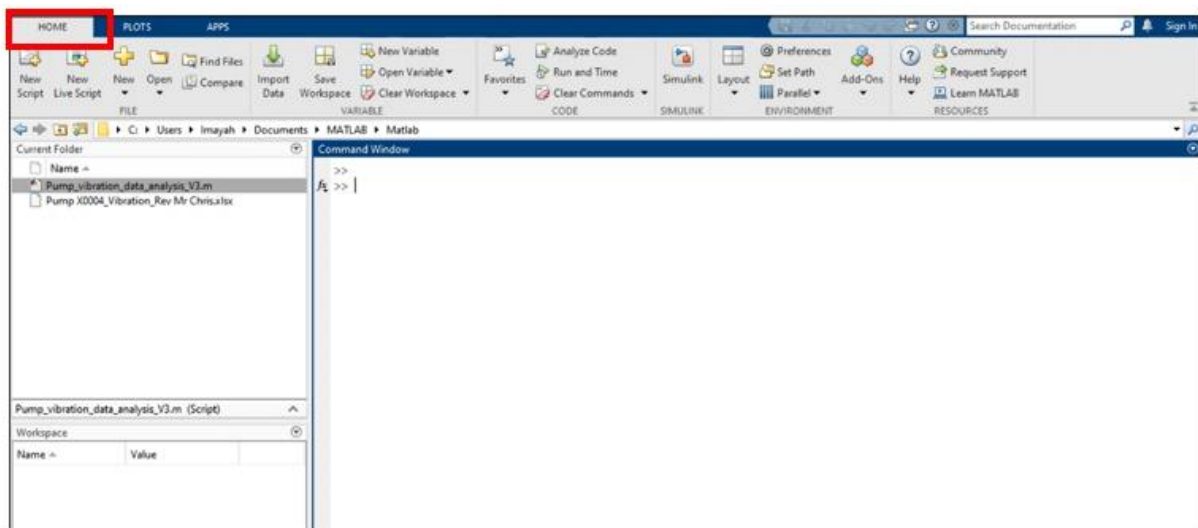 HOME PLOTS APPS Search Documentation Sign In
New Script New Live Script New Open Find Files Compare Import Data Save Workspace New Variable Open Variable Clear Workspace Favorites Analyze Code Run and Time Clear Commands Simulink Layout Preferences Set Path Parallel Add-Ons Help Community Request Support Learn MATLAB
FILE VARIABLE CODE SIMULINK ENVIRONMENT RESOURCES
C: Users Imayah Documents MATLAB Matlab
Current Folder
Name
Pump_vibration_data_analysis_V3.m
Pump X0004_Vibration_Rev Mr Chris.xlsx
Command Window
>>
fx >>
Pump_vibration_data_analysis_V3.m (Script)
Workspace
Name Value